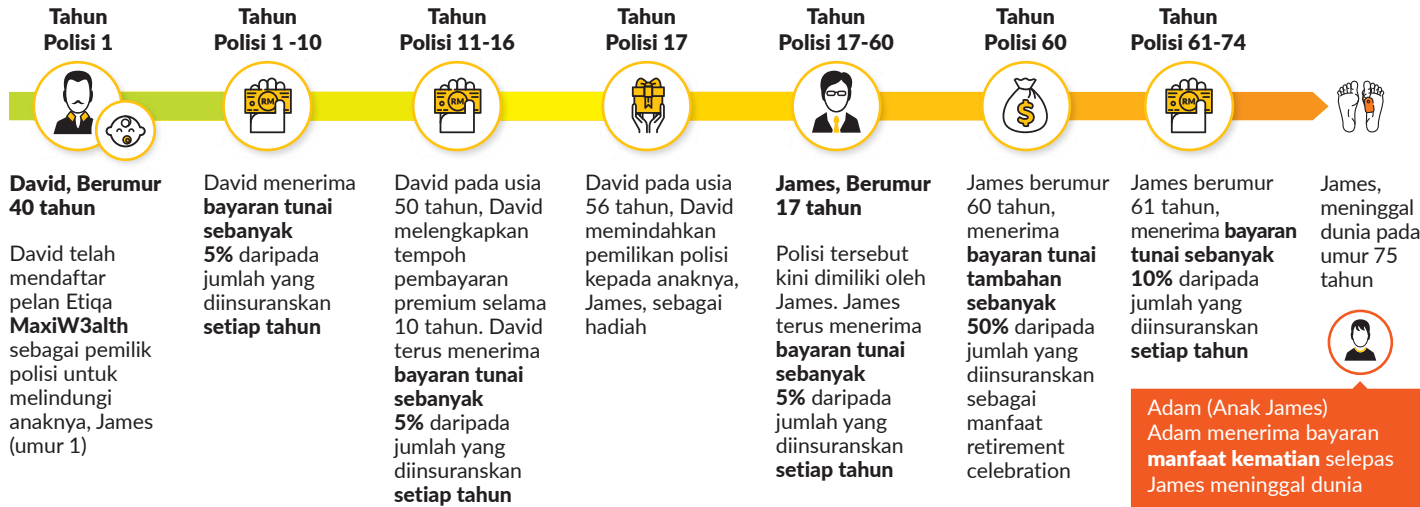 Tahun
Polisi 1
Tahun
Polisi 1 -10
Tahun
Polisi 11-16
Tahun
Polisi 17
Tahun
Polisi 17-60
Tahun
Polisi 60
Tahun
Polisi 61-74
RM
RM
$
RM
David, Berumur
40 tahun
David telah
mendaftar
pelan Etiqa
MaxiW3alth
sebagai pemilik
polisi untuk
melindungi
anaknya, James
(umur 1)
David menerima
bayaran tunai
sebanyak
5% daripada
jumlah yang
diinsuranskan
setiap tahun
David pada usia
50 tahun, David
melengkapkan
tempoh
pembayaran
premium selama
10 tahun. David
terus menerima
bayaran tunai
sebanyak
5% daripada
jumlah yang
diinsuranskan
setiap tahun
David pada usia
56 tahun, David
memindahkan
pemilikan polisi
kepada anaknya,
James, sebagai
hadiah
James, Berumur
17 tahun
Polisi tersebut
kini dimiliki oleh
James. James
terus menerima
bayaran tunai
sebanyak
5% daripada
jumlah yang
diinsuranskan
setiap tahun
James berumur
60 tahun,
menerima
bayaran tunai
tambahan
sebanyak
50% daripada
jumlah yang
diinsuranskan
sebagai
manfaat
retirement
celebration
James berumur
61 tahun,
menerima bayaran
tunai sebanyak
10% daripada
jumlah yang
diinsuranskan
setiap tahun
James,
meninggal
dunia pada
umur 75
tahun
Adam (Anak James)
Adam menerima bayaran
manfaat kematian selepas
James meninggal dunia